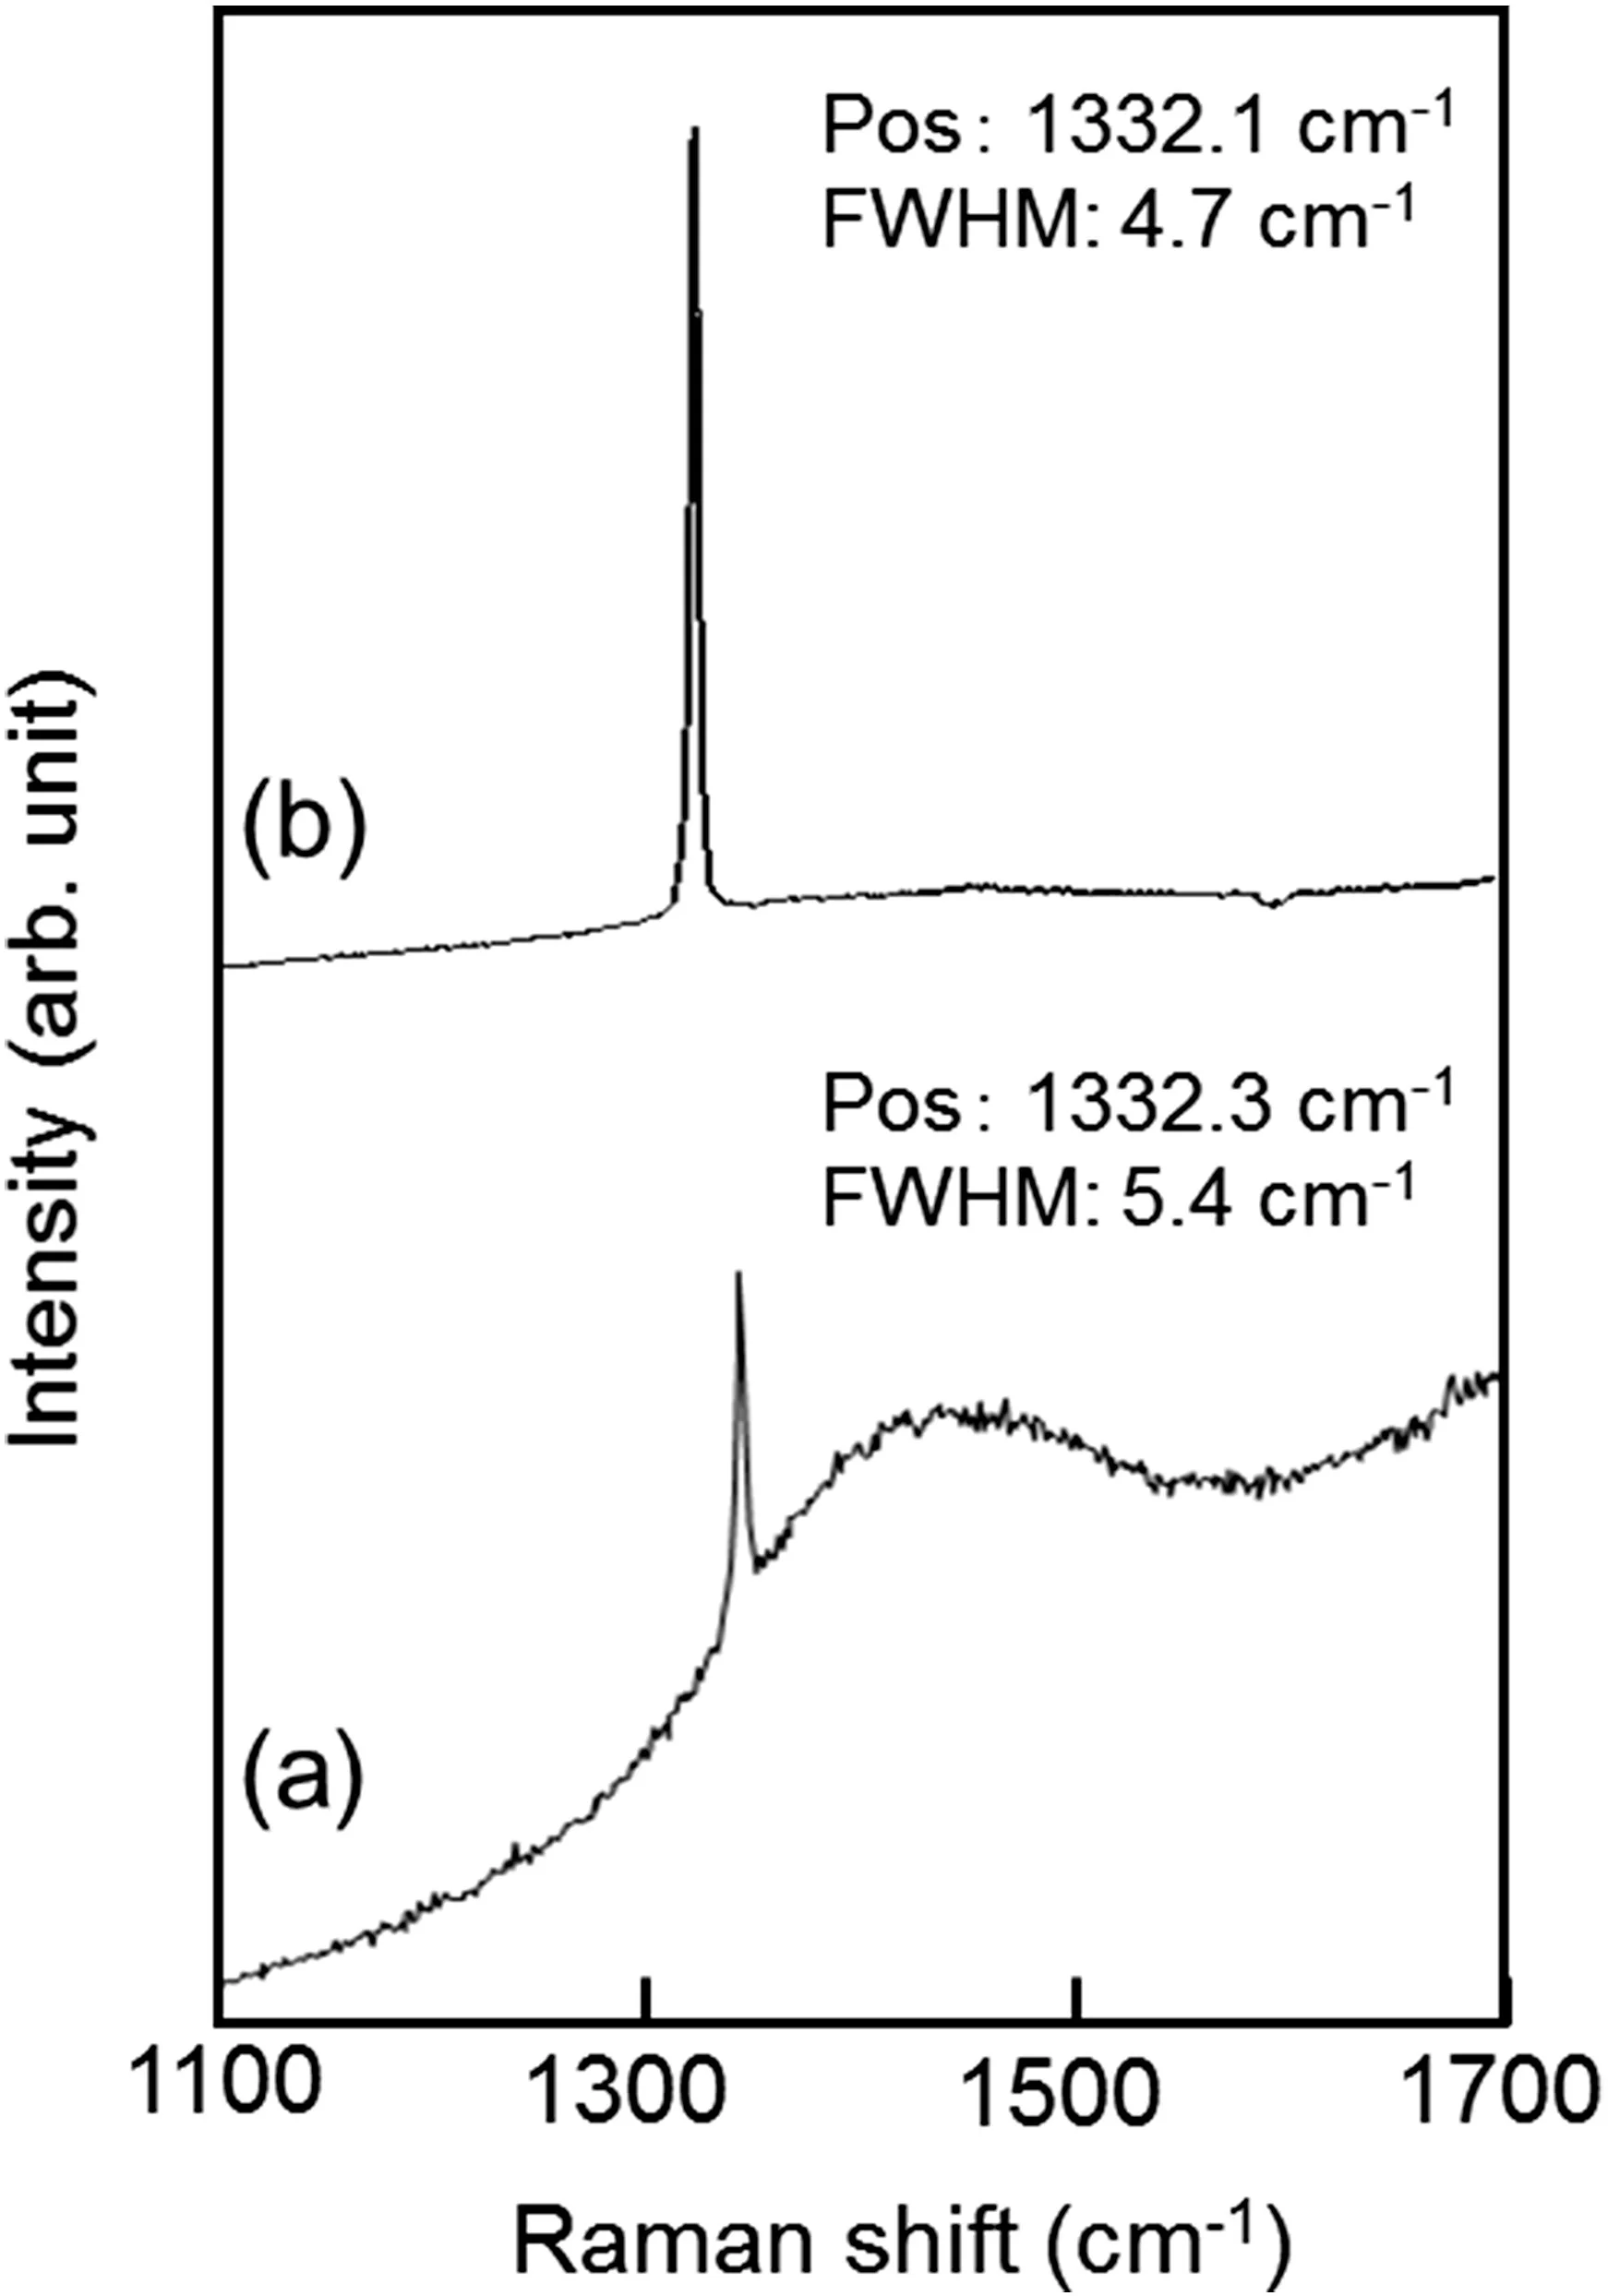 Pos: 1332.1 cm⁻¹
FWHM: 4.7 cm⁻¹
(b)
Pos: 1332.3 cm⁻¹
FWHM: 5.4 cm⁻¹
(a)
Intensity (arb. unit)
1100 1300 1500 1700
Raman shift (cm⁻¹)